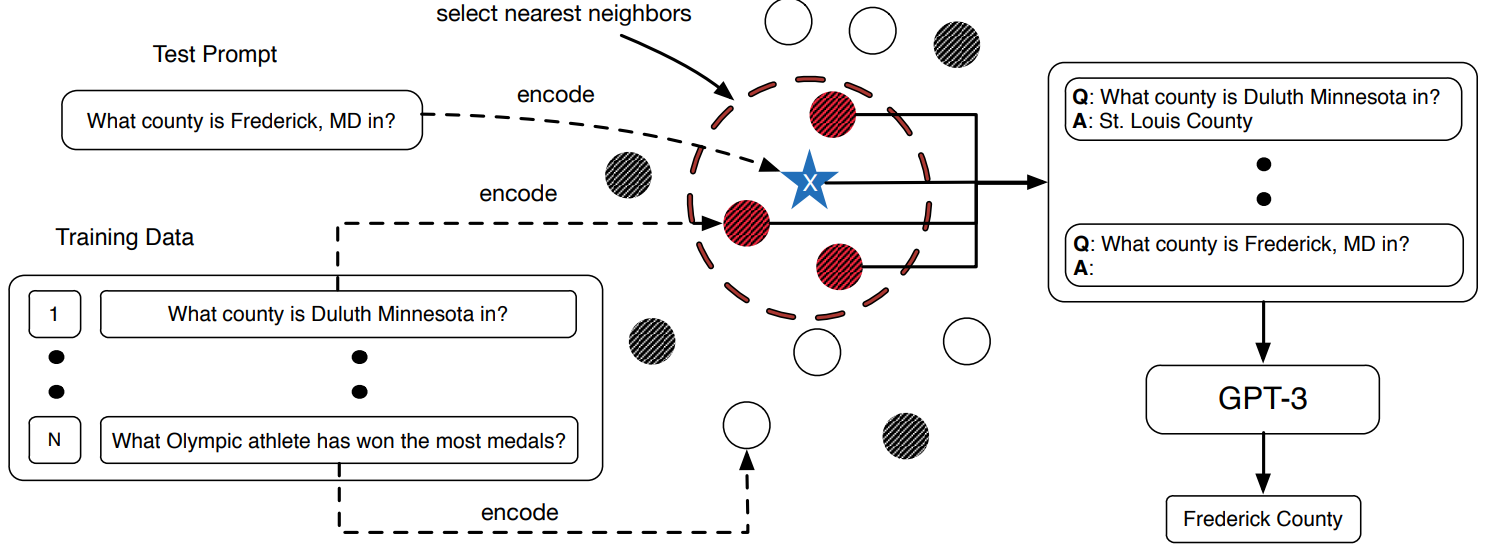 select nearest neighbors
Test Prompt
What county is Frederick, MD in?
encode
X
encode
Training Data
1
What county is Duluth Minnesota in?
N
What Olympic athlete has won the most medals?
encode
Q: What county is Duluth Minnesota in?
A: St. Louis County
Q: What county is Frederick, MD in?
A:
GPT-3
Frederick County